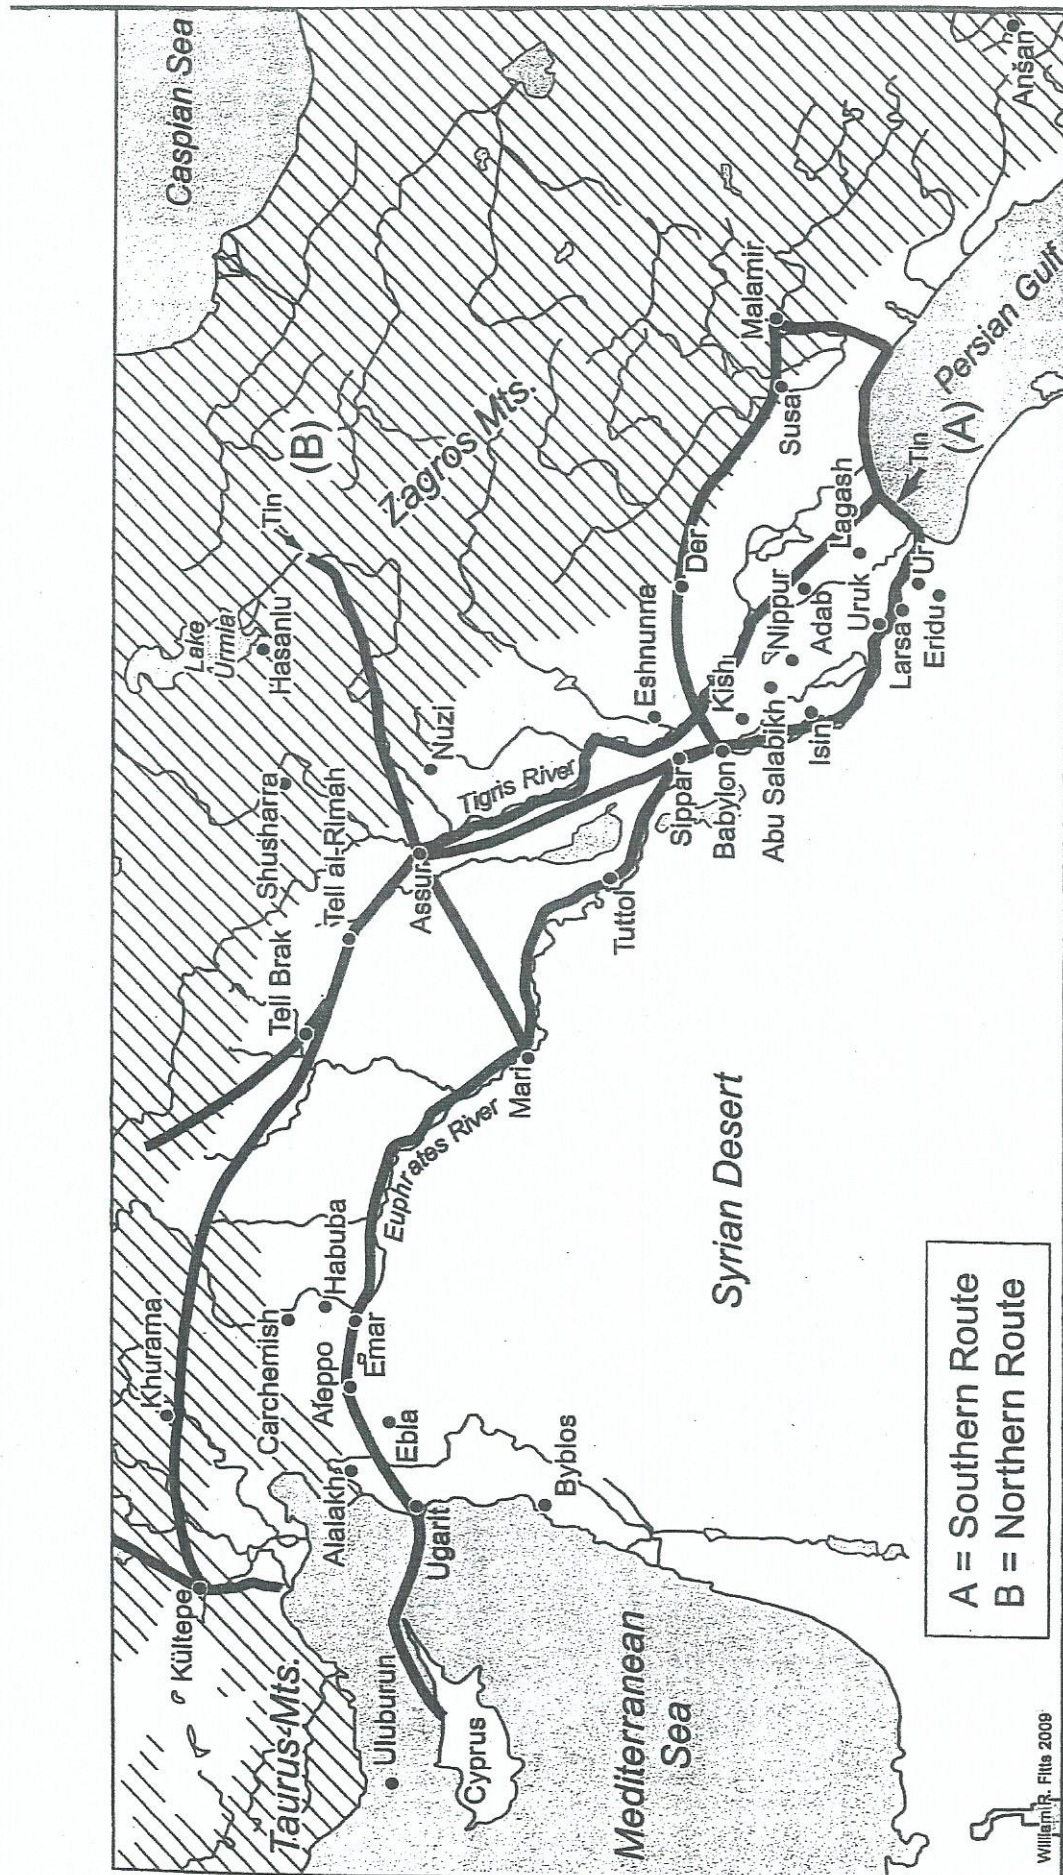 Caspian Sea
(B)
Zagros Mts.
Tin
Lake
Urmia
Hasanlu
Shusharra
Nuzi
Tell al-Rimah
Tell Brak
Assur
Tigris River
Eshnunna
Der
Malamir
Susa
Anšan
Persian Gulf
(A)
Tin
Lagash
Ur
Uruk
Larsa
Eridu
Adab
Nippur
Kish
Isin
Abu Salabikh
Babylon
Sippar
Tuttol
Mari
Euphrates River
Khurama
Carchemish
Habuba
Aleppo
Emar
Ebla
Alalakh
Ugarit
Byblos
Kültepe
Taurus-Mts.
Uluburun
Cyprus
Mediterranean
Sea
Syrian Desert
A = Southern Route
B = Northern Route
William R. Fitts 2009